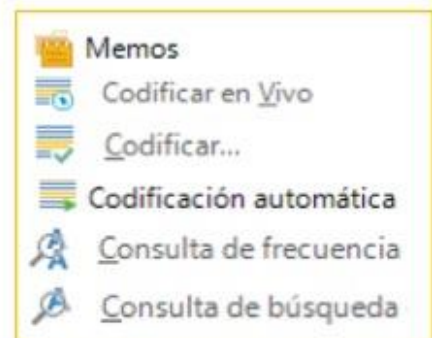 Memos
Codificar en Vivo
Codificar...
Codificación automática
Consulta de frecuencia
Consulta de búsqueda